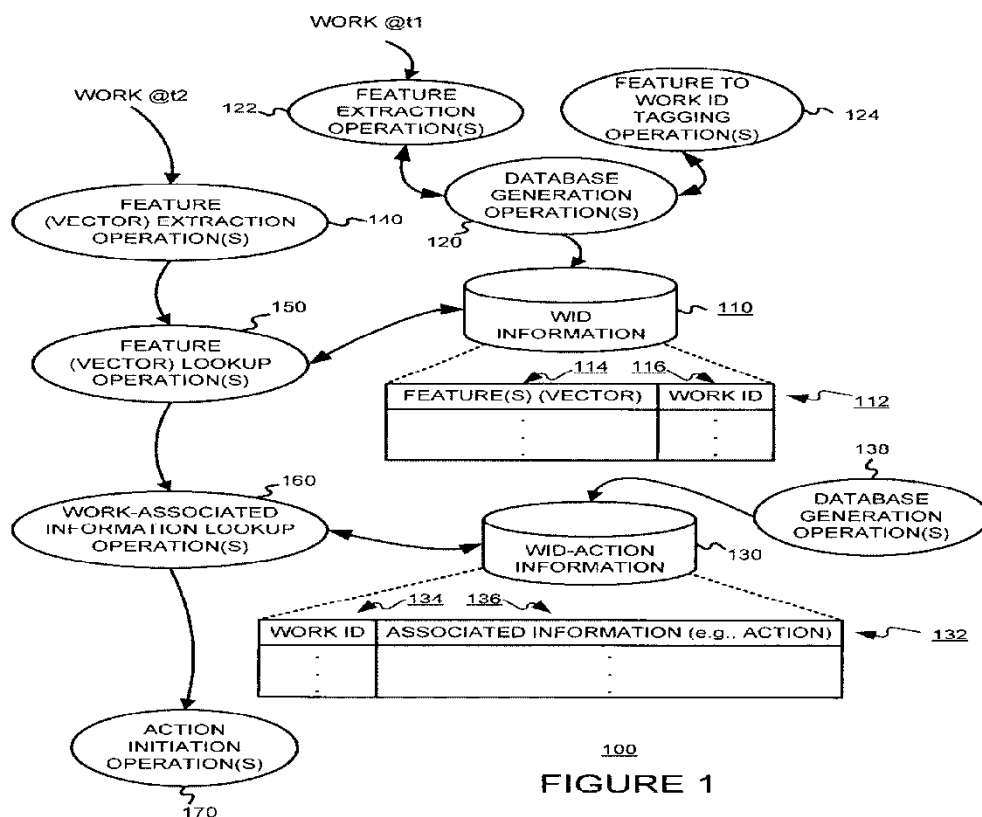 WORK @t1
WORK @t2
122
FEATURE
EXTRACTION
OPERATION(S)
FEATURE TO
WORK ID
TAGGING
OPERATION(S)
124
DATABASE
GENERATION
OPERATION(S)
120
FEATURE
(VECTOR) EXTRACTION
OPERATION(S)
140
150
WID
INFORMATION
110
FEATURE
(VECTOR) LOOKUP
OPERATION(S)
114
116
FEATURE(S) (VECTOR)
WORK ID
112
138
DATABASE
GENERATION
OPERATION(S)
160
WORK-ASSOCIATED
INFORMATION LOOKUP
OPERATION(S)
WID-ACTION
INFORMATION
130
134
136
WORK ID
ASSOCIATED INFORMATION (e.g., ACTION)
132
ACTION
INITIATION
OPERATION(S)
170
100
FIGURE 1